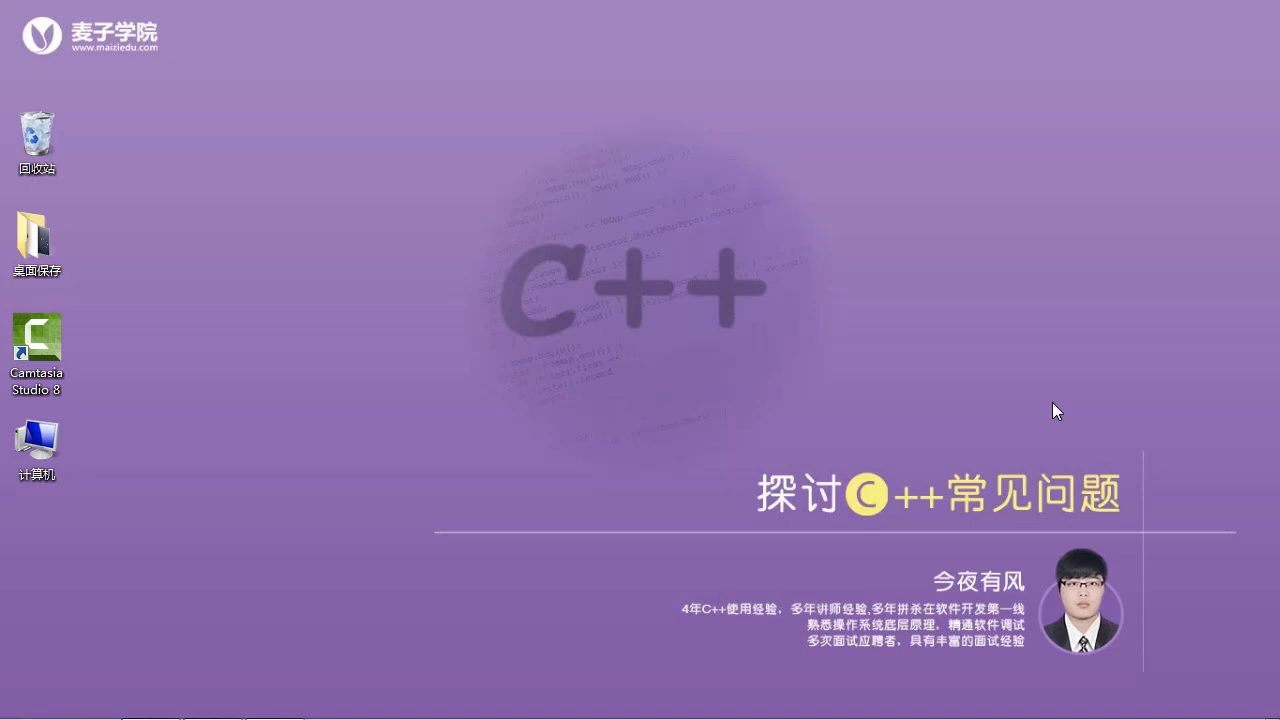 麦子学院
www.maiziedu.com
回收站
桌面保存
Camtasia
Studio 8
计算机
C++
探讨C++常见问题
今夜有风
4年C++使用经验，多年讲师经验,多年拼杀在软件开发第一线
熟悉操作系统底层原理，精通软件调试
多次面试应聘者，具有丰富的面试经验